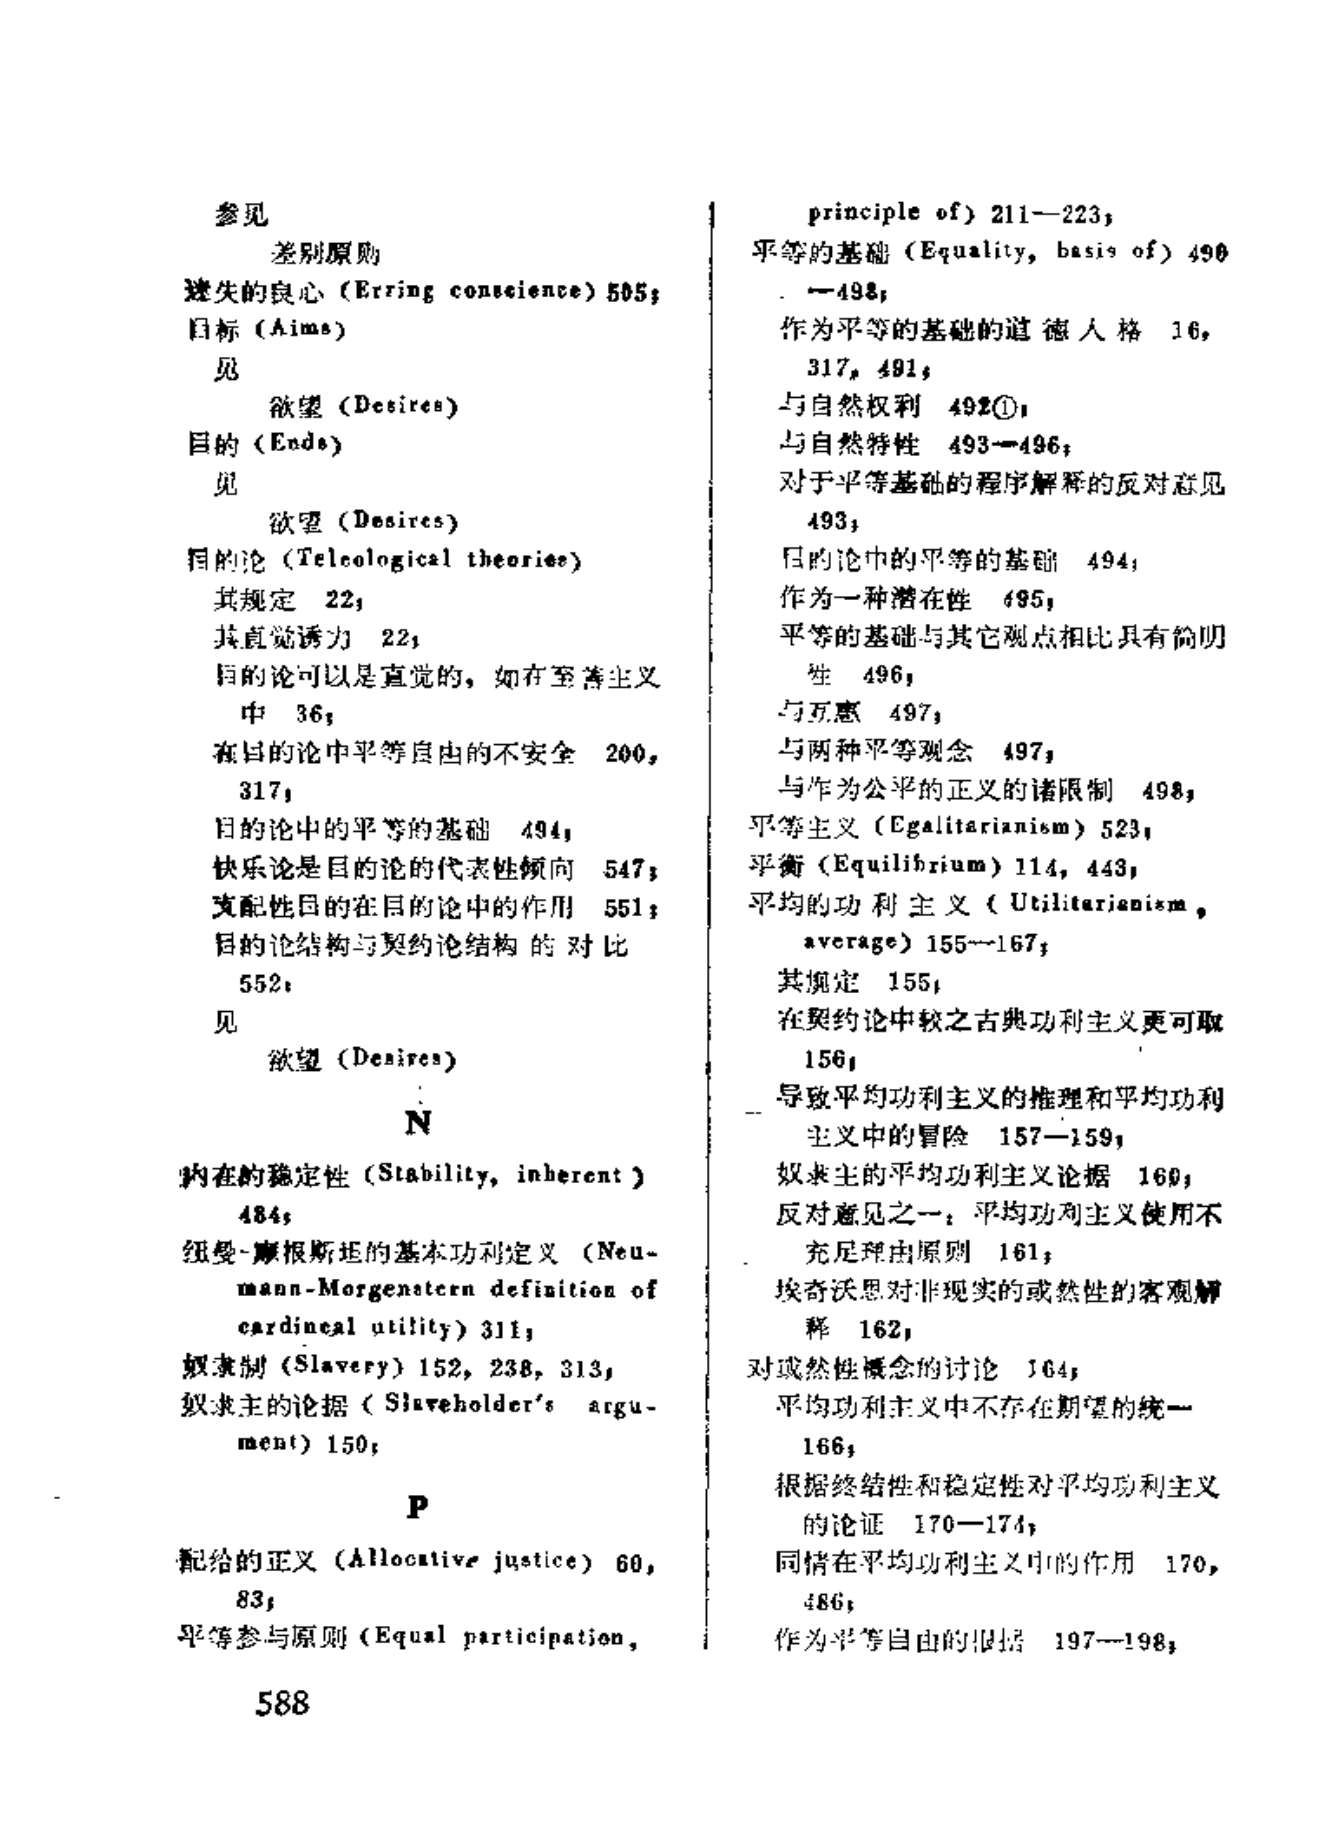 参见
差别原则
迷失的良心（Erring conscience）505；
目标（Aims）
见
欲望（Desires）
目的（Ends）
见
欲望（Desires）
目的论（Teleological theories）
其规定 22；
其直觉诱力 22；
目的论可以是直觉的，如在至善主义
中 36；
在目的论中平等自由的不安全 200，
317；
目的论中的平等的基础 494；
快乐论是目的论的代表性倾向 547；
支配性目的在目的论中的作用 551；
目的论结构与契约论结构的对比
552；
见
欲望（Desires）
N
内在的稳定性（Stability, inherent）
484；
纽曼-摩根斯坦的基本功利定义（Neu-
mann-Morgenstern definition of
cardineal utility）311；
奴隶制（Slavery）152，238，313；
奴隶主的论据（Slaveholder's argu-
ment）150；
P
配给的正义（Allocative justice）60，
83；
平等参与原则（Equal participation,
588
principle of）211—223；
平等的基础（Equality, basis of）490
—498；
作为平等的基础的道德人格 16，
317，491；
与自然权利 492①；
与自然特性 493—496；
对于平等基础的程序解释的反对意见
493；
目的论中的平等的基础 494；
作为一种潜在性 495；
平等的基础与其它观点相比具有简明
性 496；
与互惠 497；
与两种平等观念 497；
与作为公平的正义的诸限制 498；
平等主义（Egalitarianism）523；
平衡（Equilibrium）114，443；
平均的功利主义（Utilitarianism,
average）155—167；
其规定 155；
在契约论中较之古典功利主义更可取
156；
导致平均功利主义的推理和平均功利
主义中的冒险 157—159；
奴隶主的平均功利主义论据 160；
反对意见之一：平均功利主义使用不
充足理由原则 161；
埃奇沃思对非现实的或然性的客观解
释 162；
对或然性概念的讨论 164；
平均功利主义中不存在期望的统一
166；
根据终结性和稳定性对平均功利主义
的论证 170—174；
同情在平均功利主义中的作用 170，
486；
作为平等自由的根据 197—198；